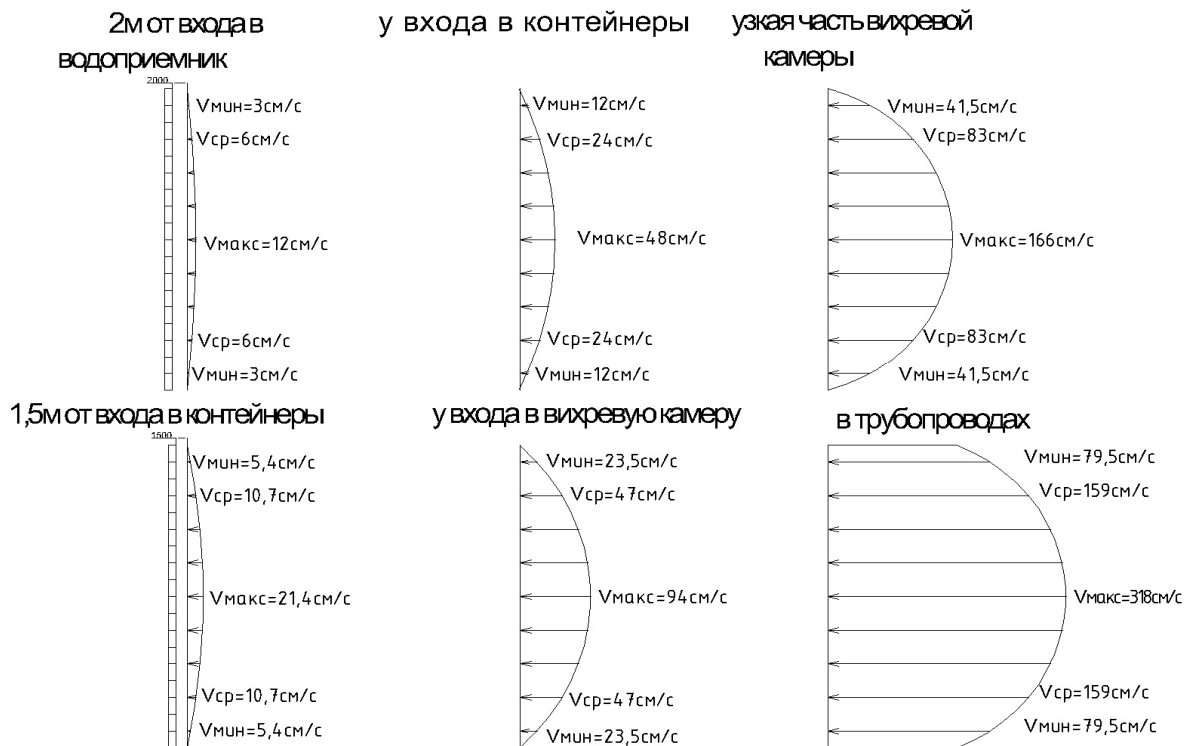 2м от входа в
водоприемник
2000
Vмин=3см/с
Vср=6см/с
Vмакс=12см/с
Vср=6см/с
Vмин=3см/с
у входа в контейнеры
Vмин=12см/с
Vср=24см/с
Vмакс=48см/с
Vср=24см/с
Vмин=12см/с
узкая часть вихревой
камеры
Vмин=41,5см/с
Vср=83см/с
Vмакс=166см/с
Vср=83см/с
Vмин=41,5см/с
1,5м от входа в контейнеры
1500
Vмин=5,4см/с
Vср=10,7см/с
Vмакс=21,4см/с
Vср=10,7см/с
Vмин=5,4см/с
у входа в вихревую камеру
Vмин=23,5см/с
Vср=47см/с
Vмакс=94см/с
Vср=47см/с
Vмин=23,5см/с
в трубопроводах
Vмин=79,5см/с
Vср=159см/с
Vмакс=318см/с
Vср=159см/с
Vмин=79,5см/с